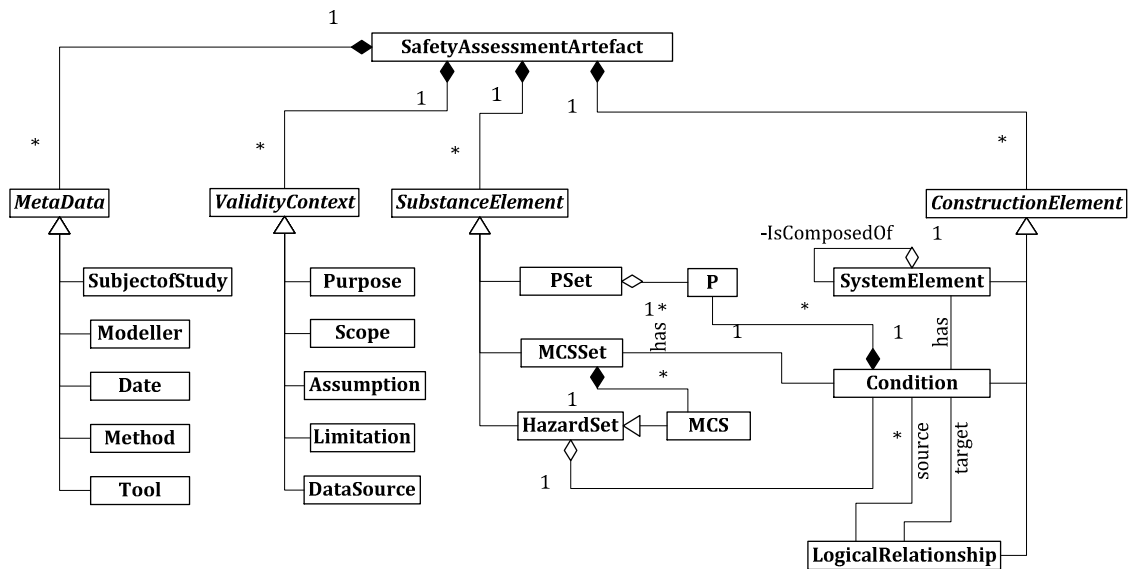 1
SafetyAssessmentArtefact
1
1
1
*
*
*
*
MetaData
ValidityContext
SubstanceElement
ConstructionElement
-IsComposedOf
1
SubjectofStudy
Purpose
PSet
P
SystemElement
1
*
*
Modeller
Scope
MCSSet
has
1
1
has
Date
Assumption
*
Condition
1
Method
Limitation
HazardSet
MCS
*
source
target
Tool
DataSource
1
LogicalRelationship